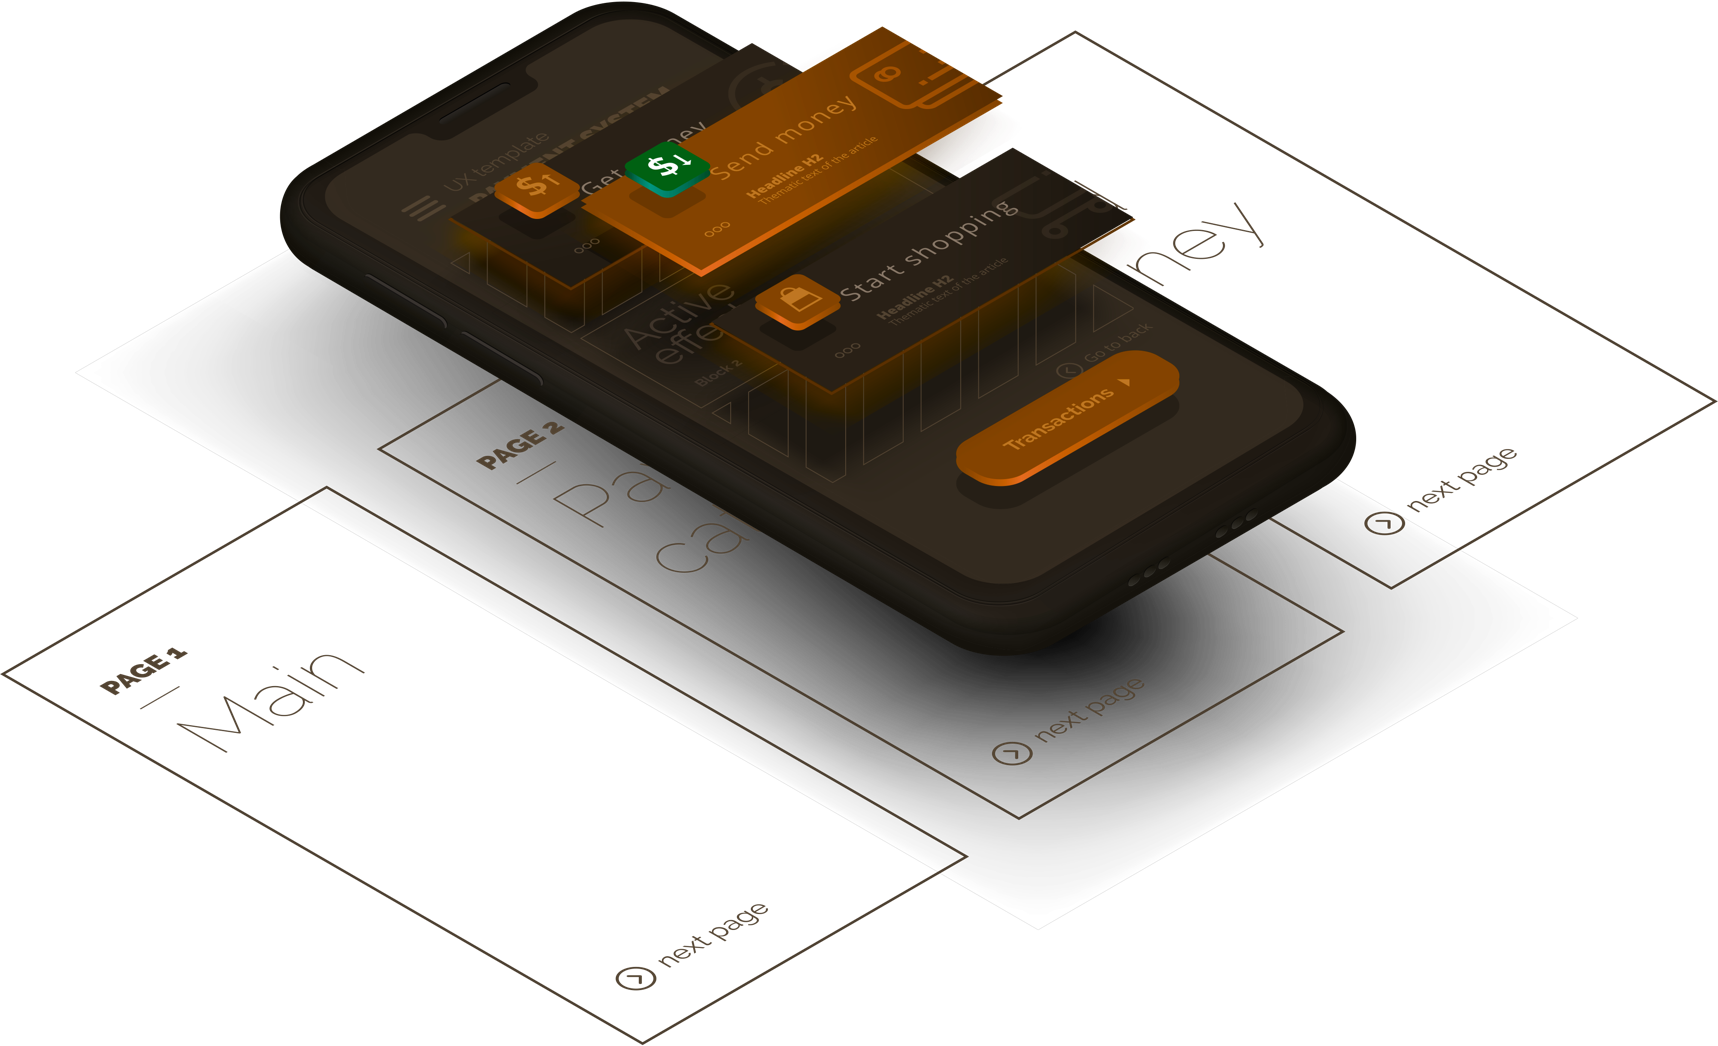 UX template
PAYMENT SYSTEM
Get money
ooo
Send money
Headline H2
Thematic text of the article
ooo
Start shopping
Headline H2
Thematic text of the article
ooo
Active
Block 2
Go to back
Transactions
ney
next page
PAGE 2
Pa
ca
next page
PAGE 1
Main
next page